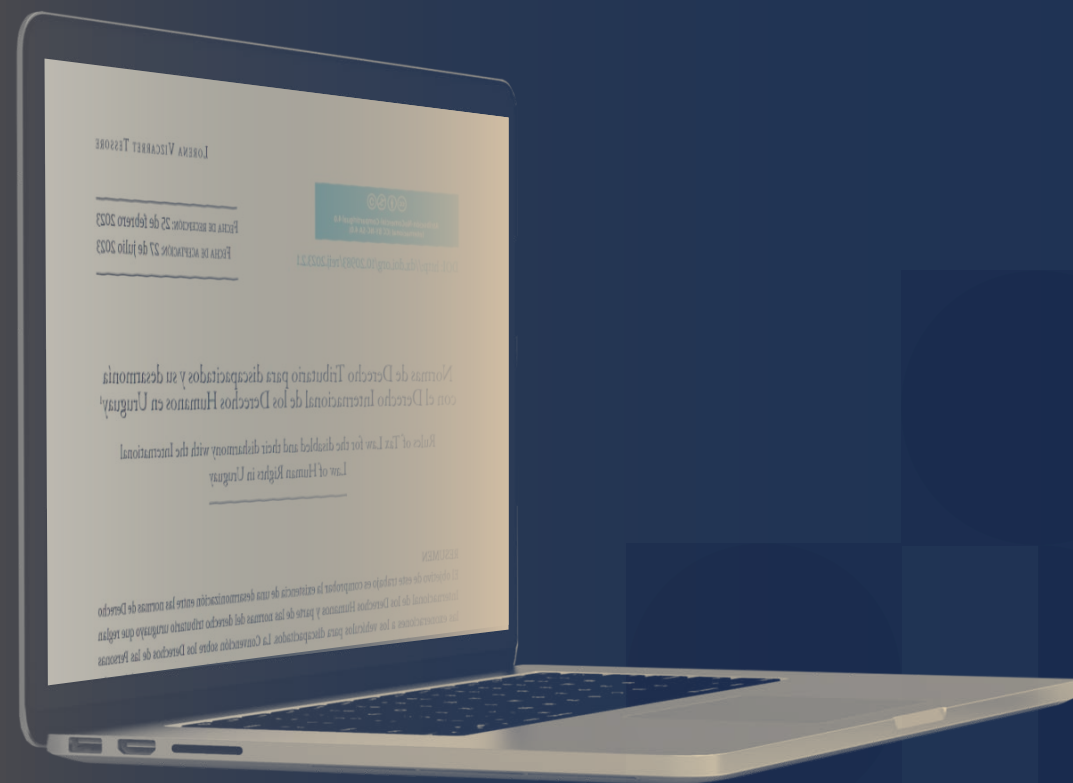 LORENA VIZCARRET TESSORE
FECHA DE RECEPCIÓN: 25 de febrero 2023
FECHA DE ACEPTACIÓN: 27 de julio 2023
Normas de Derecho Tributario para discapacitados y su desarmonía
con el Derecho Internacional de los Derechos Humanos en Uruguay¹
Rules of Tax Law for the disabled and their disharmony with the International
Law of Human Rights in Uruguay
RESUMEN
El objetivo de este trabajo es comprobar la existencia de una desarmonización entre las normas de Derecho
Internacional de los Derechos Humanos y parte de las normas del derecho tributario uruguayo que reglan
las exoneraciones a los vehículos para discapacitados. La Convención sobre los Derechos de las Personas